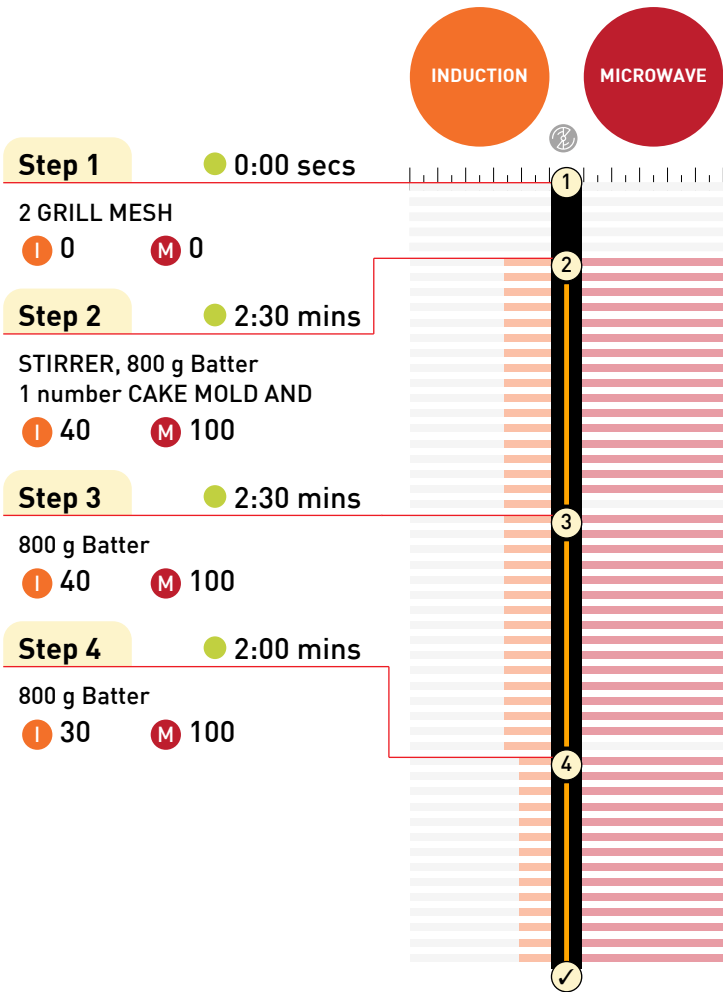 INDUCTION
MICROWAVE
Step 1
0:00 secs
1
2 GRILL MESH
I 0
M 0
2
Step 2
2:30 mins
STIRRER, 800 g Batter
1 number CAKE MOLD AND
I 40
M 100
Step 3
2:30 mins
3
800 g Batter
I 40
M 100
Step 4
2:00 mins
800 g Batter
I 30
M 100
4
✓